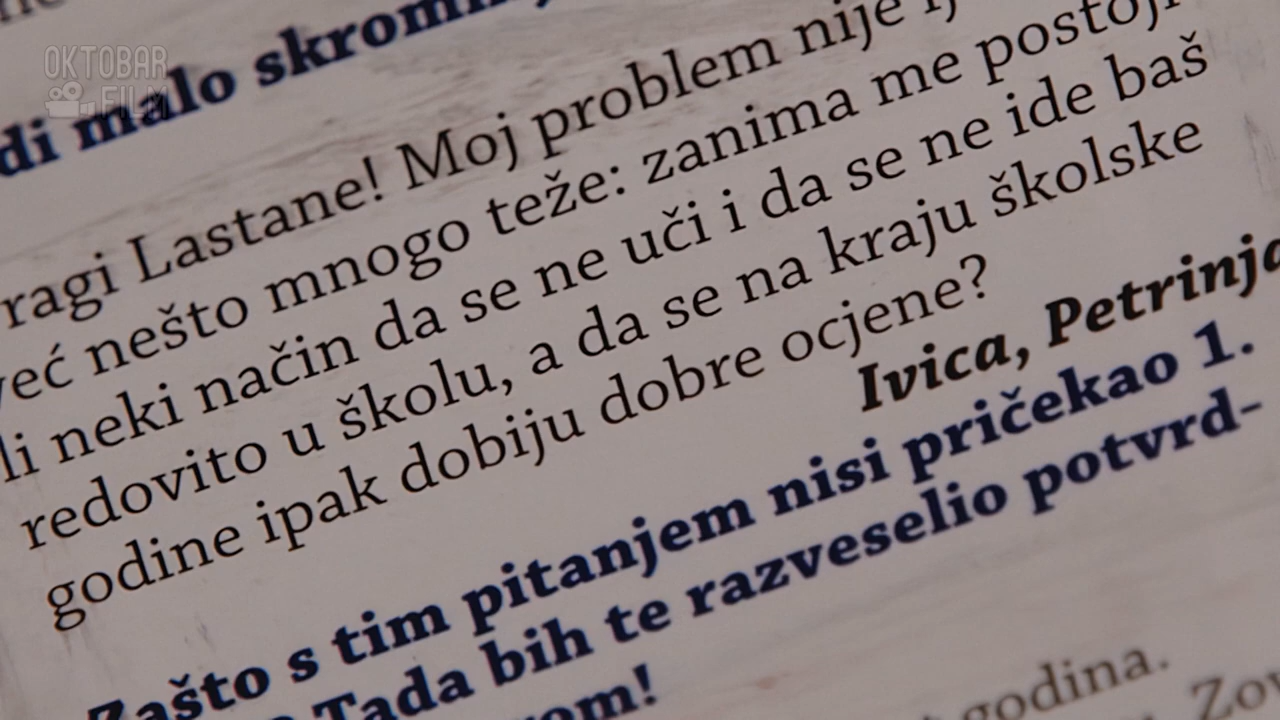 OKTOBAR
FILM
di malo skromn
ragi Lastane! Moj problem nije
već nešto mnogo teže: zanima me postoji
li neki način da se ne uči i da se ne ide baš
redovito u školu, a da se na kraju školske
godine ipak dobiju dobre ocjene?
Ivica, Petrinja
Zašto s tim pitanjem nisi pričekao 1.
Tada bih te razveselio potvrd-
om!
godina.